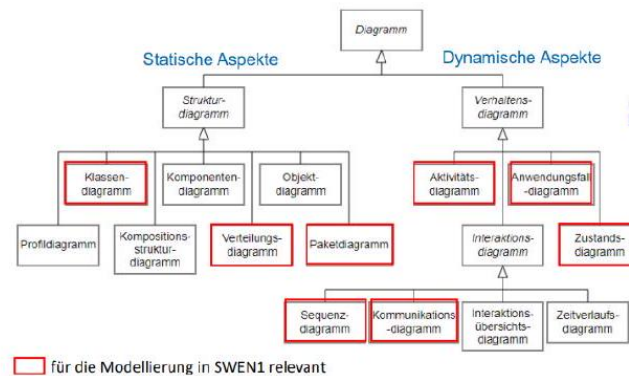 Diagramm
Statische Aspekte
Dynamische Aspekte
Struktur-
diagramm
Verhaltens-
diagramm
Klassen-
diagramm
Komponenten-
diagramm
Objekt-
diagramm
Aktivitäts-
diagramm
Anwendungsfall
-diagramm
Profildiagramm
Kompositions-
struktur-
diagramm
Verteilungs-
diagramm
Paketdiagramm
Interaktions-
diagramm
Zustands-
diagramm
Sequenz-
diagramm
Kommunikations
-diagramm
Interaktions-
übersichts-
diagramm
Zeitverlaufs-
diagramm
für die Modellierung in SWEN1 relevant